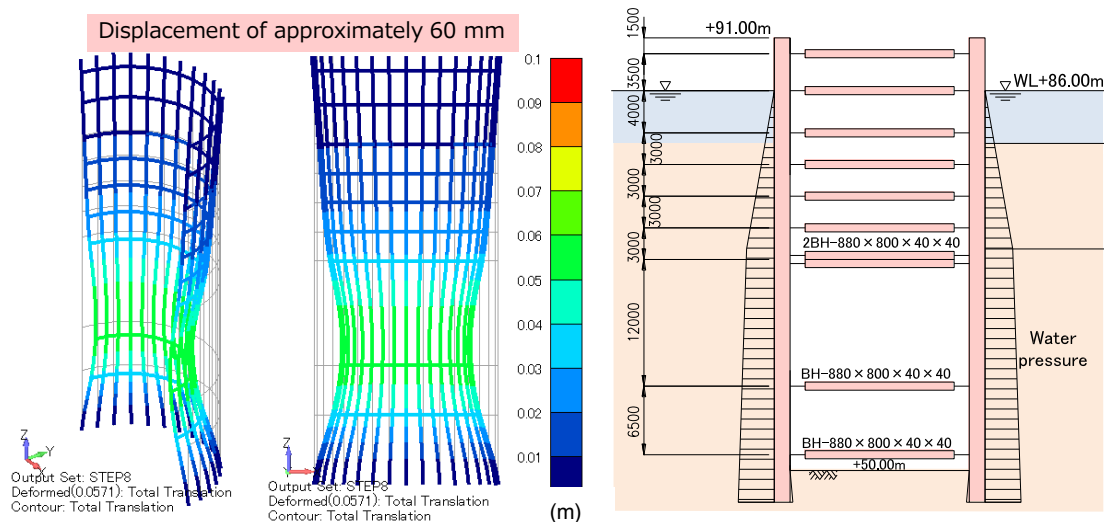 Displacement of approximately 60 mm
Z
Y
X
Output Set: STEP8
Deformed(0.0571): Total Translation
Contour: Total Translation
Z
Output Set: STEP8
Deformed(0.0571): Total Translation
Contour: Total Translation
0.1
0.09
0.08
0.07
0.06
0.05
0.04
0.03
0.02
0.01
(m)
1500
3500
4000
3000
3000
3000
3000
12000
6500
+91.00m
WL+86.00m
2BH-880×800×40×40
Water
pressure
BH-880×800×40×40
BH-880×800×40×40
+50.00m